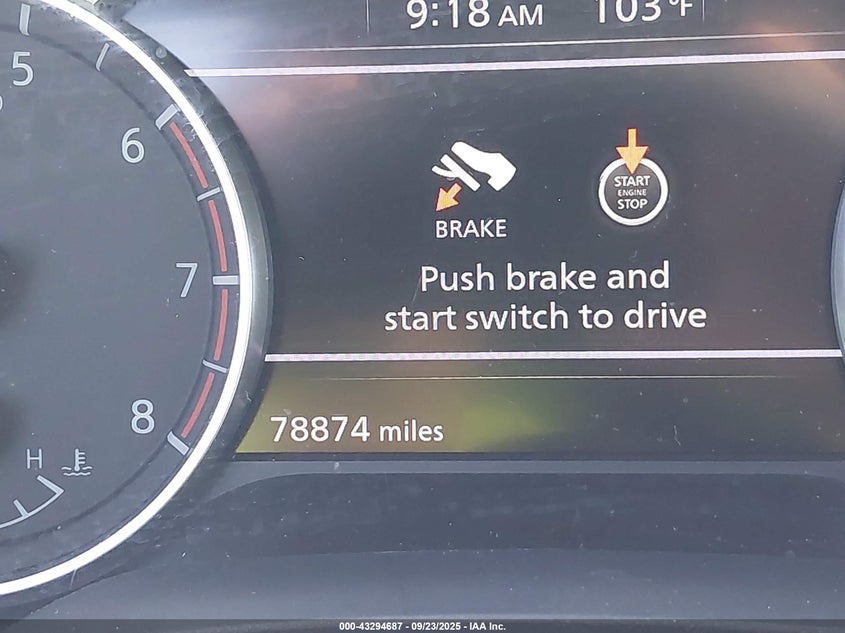 9:18 AM 103°F
5
6
7
8
H
BRAKE
START
ENGINE
STOP
Push brake and
start switch to drive
78874 miles
000-43294687 - 09/23/2025 - IAA Inc.